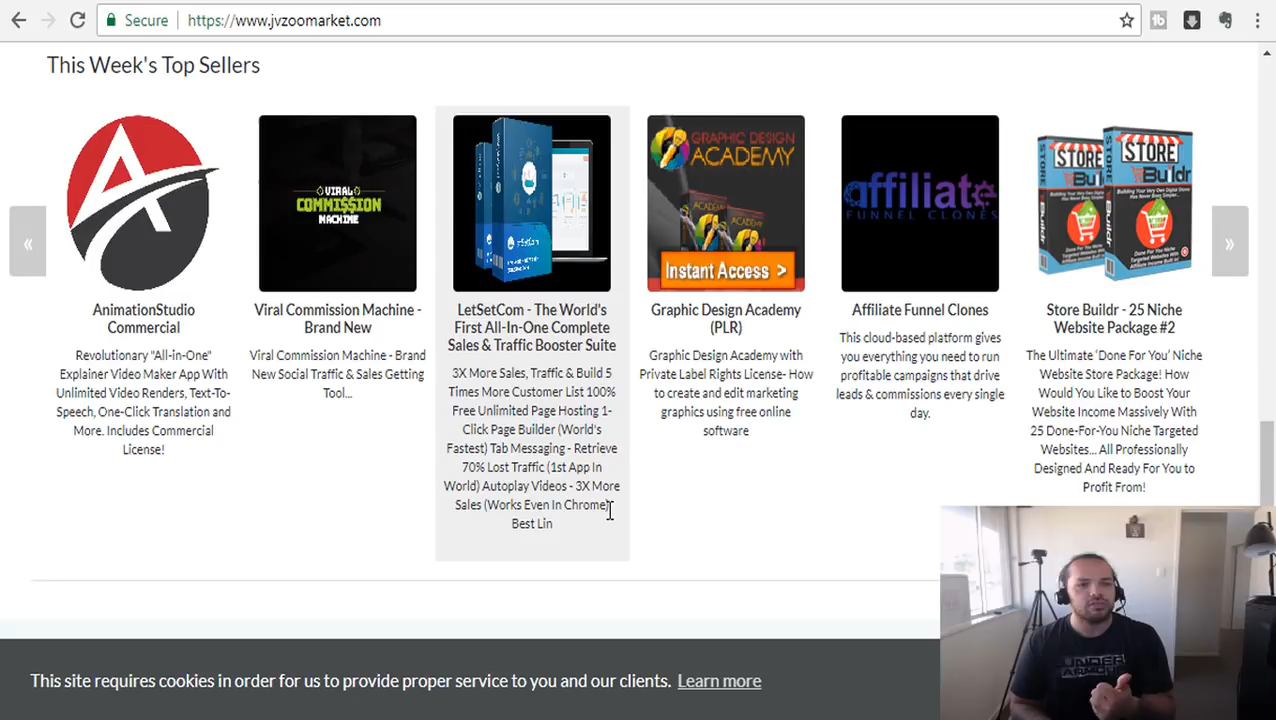 Secure
https://www.jvzoomarket.com
This Week's Top Sellers
VIRAL
COMMI$$ION
MACHINE
LetSetCom
GRAPHIC DESIGN
ACADEMY
Instant Access >
affiliate
FUNNEL CLONES
STORE
Buildr
STORE
Buildr
AnimationStudio
Commercial
Revolutionary "All-in-One"
Explainer Video Maker App With
Unlimited Video Renders, Text-To-
Speech, One-Click Translation and
More. Includes Commercial
License!
Viral Commission Machine -
Brand New
Viral Commission Machine - Brand
New Social Traffic & Sales Getting
Tool...
LetSetCom - The World's
First All-In-One Complete
Sales & Traffic Booster Suite
3X More Sales, Traffic & Build 5
Times More Customer List 100%
Free Unlimited Page Hosting 1-
Click Page Builder (World's
Fastest) Tab Messaging - Retrieve
70% Lost Traffic (1st App In
World) Autoplay Videos - 3X More
Sales (Works Even In Chrome)
Best Lin
Graphic Design Academy
(PLR)
Graphic Design Academy with
Private Label Rights License- How
to create and edit marketing
graphics using free online
software
Affiliate Funnel Clones
This cloud-based platform gives
you everything you need to run
profitable campaigns that drive
leads & commissions every single
day.
Store Buildr - 25 Niche
Website Package #2
The Ultimate ‘Done For You’ Niche
Website Store Package! How
Would You Like to Boost Your
Website Income Massively With
25 Done-For-You Niche Targeted
Websites... All Professionally
Designed And Ready For You to
Profit From!
UNDER
ARMOUR
This site requires cookies in order for us to provide proper service to you and our clients. Learn more